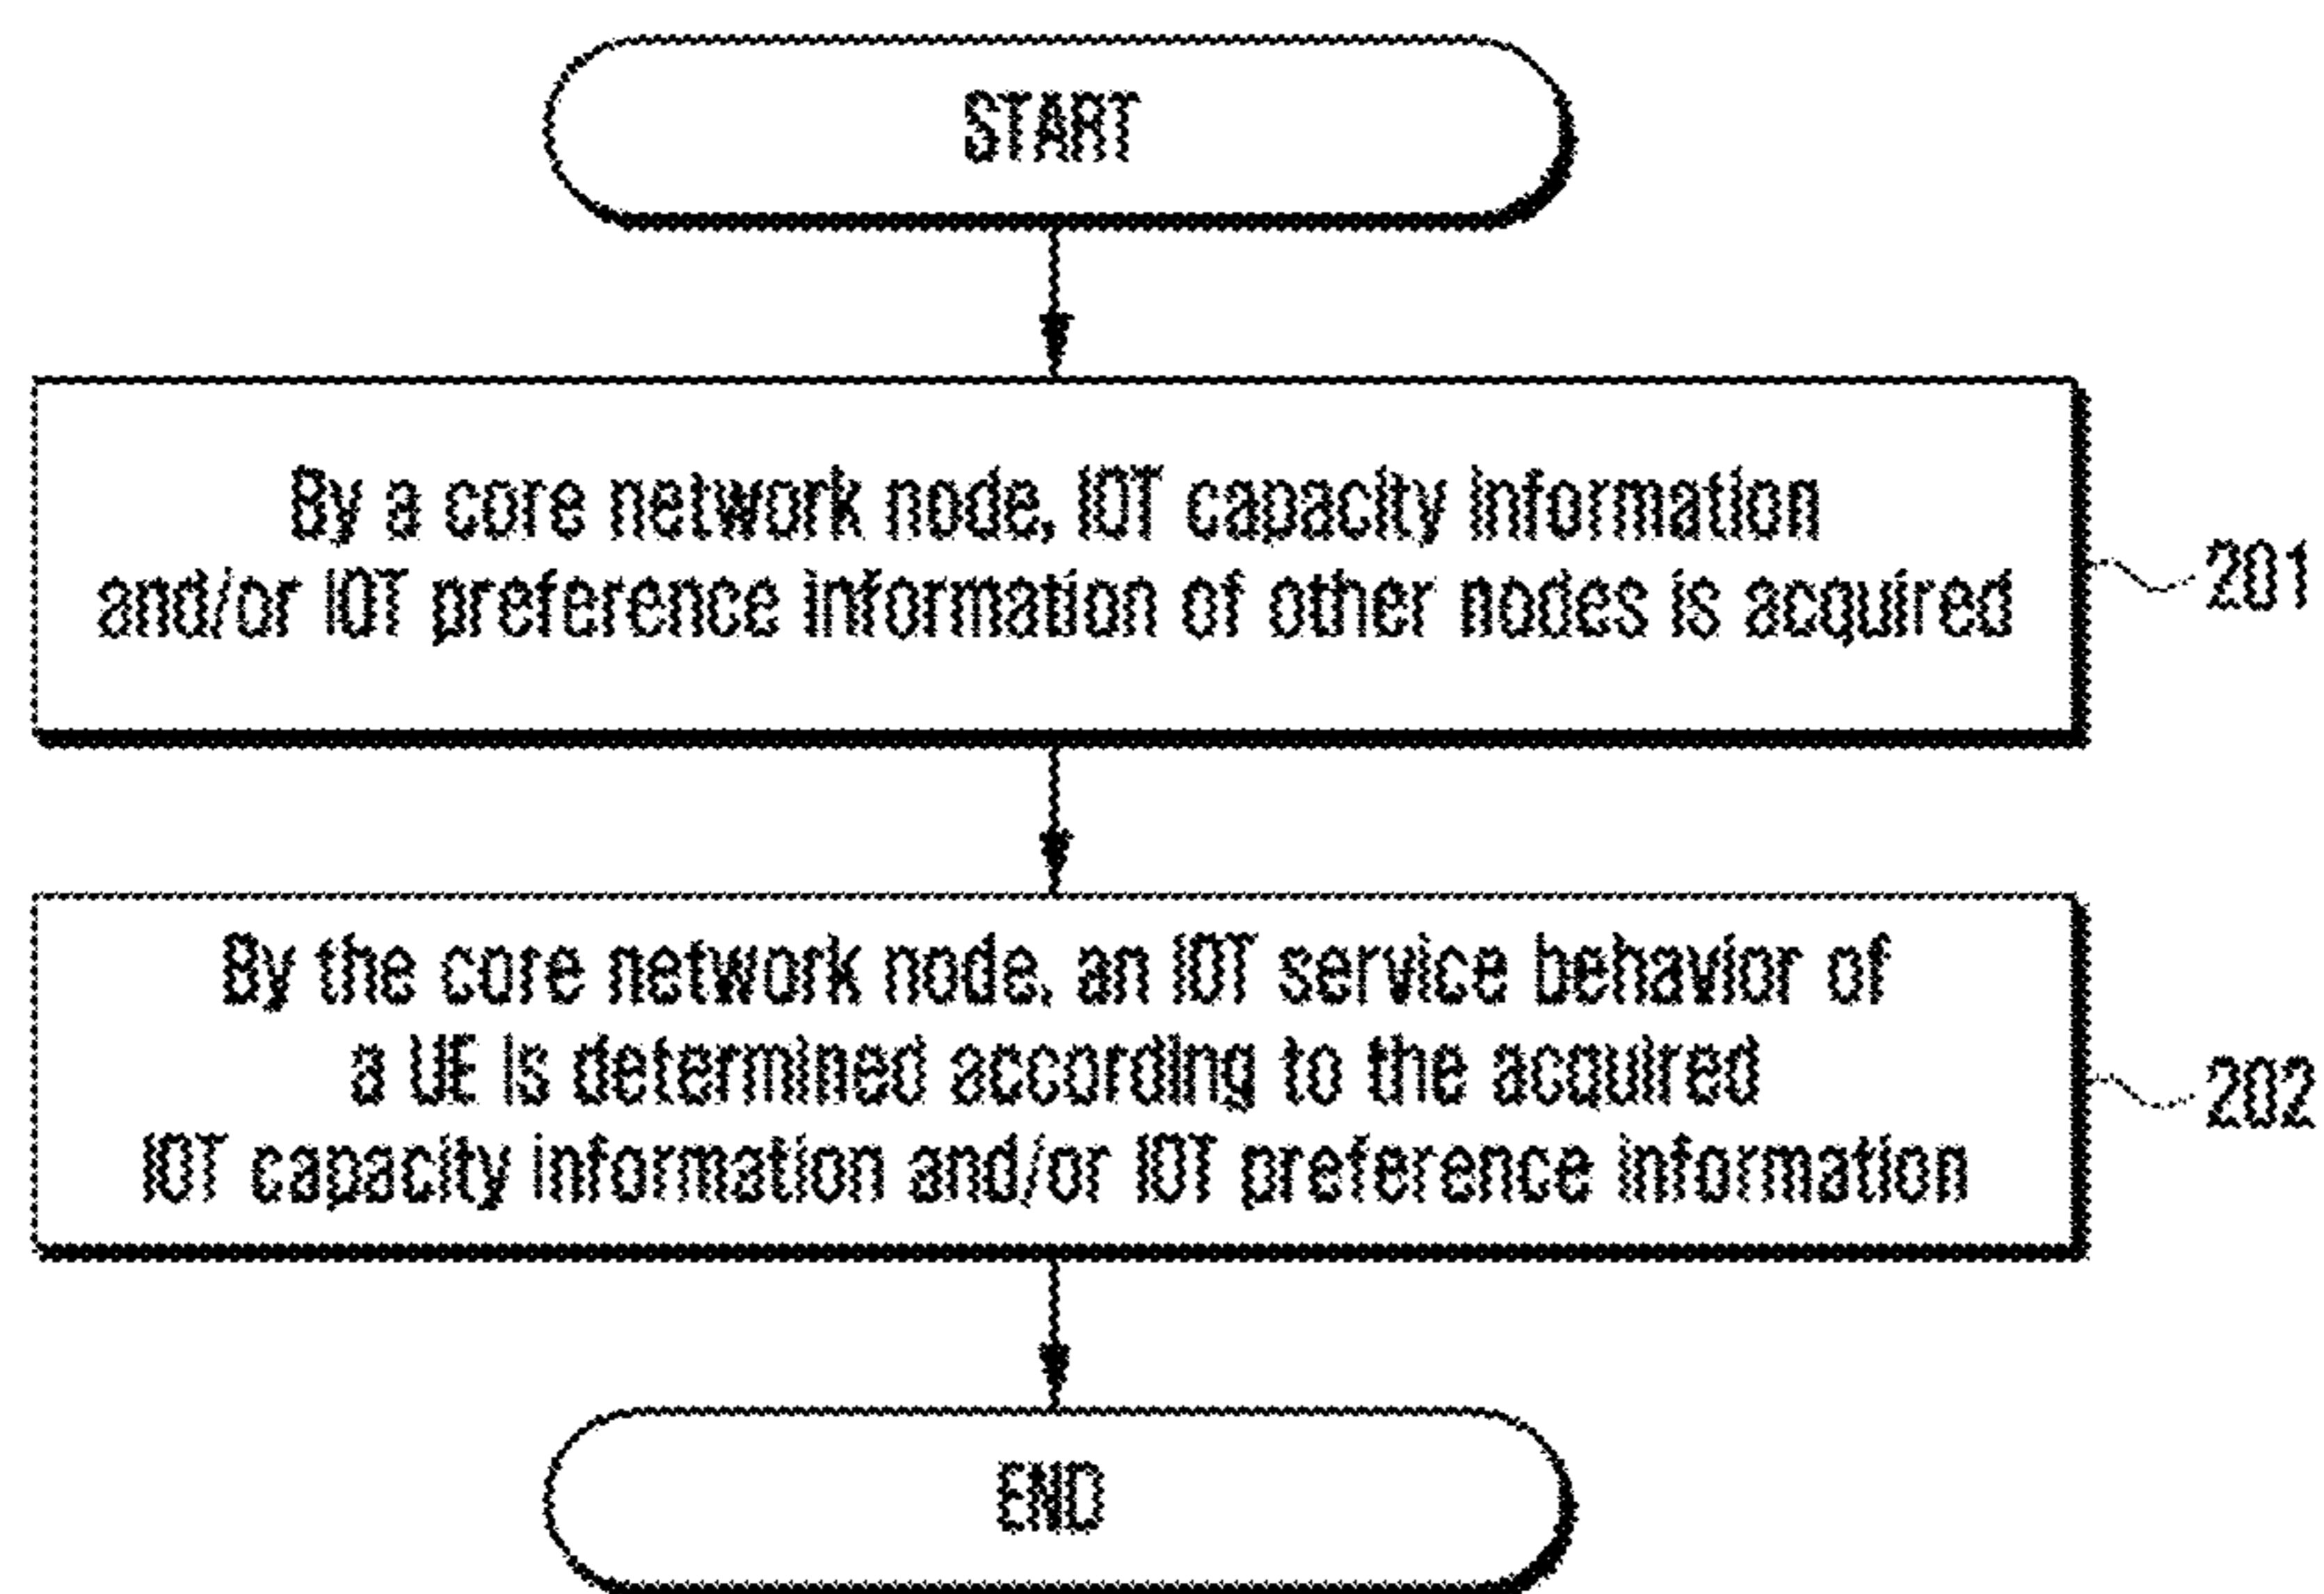 START
By a core network node, IOT capacity information
and/or IOT preference information of other nodes is acquired
201
By the core network node, an IOT service behavior of
a UE is determined according to the acquired
IOT capacity information and/or IOT preference information
202
END